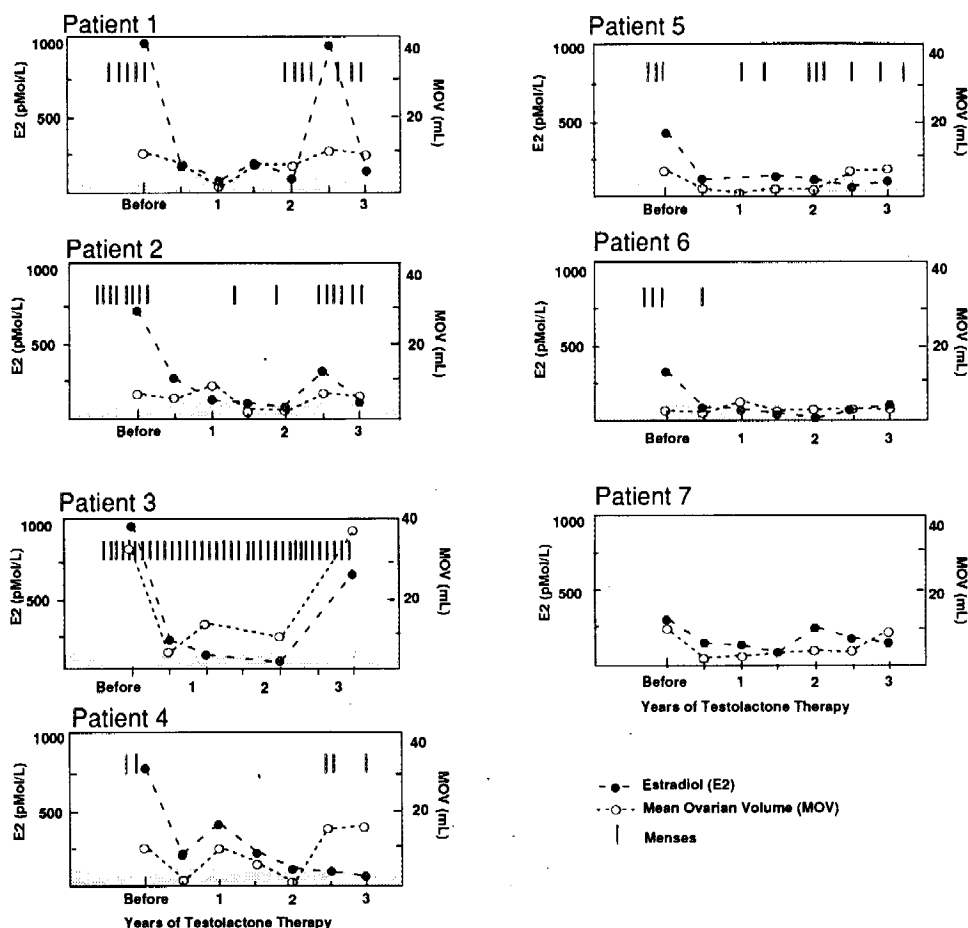 Patient 1
1000
500
E2 (pMol/L)
40
20
MOV (mL)
Before 1 2 3
Patient 2
1000
500
E2 (pMol/L)
40
20
MOV (mL)
Before 1 2 3
Patient 3
1000
500
E2 (pMol/L)
40
20
MOV (mL)
Before 1 2 3
Patient 4
1000
500
E2 (pMol/L)
40
20
MOV (mL)
Before 1 2 3
Years of Testolactone Therapy
Patient 5
1000
500
E2 (pMol/L)
40
20
MOV (mL)
Before 1 2 3
Patient 6
1000
500
E2 (pMol/L)
40
20
MOV (mL)
Before 1 2 3
Patient 7
1000
500
E2 (pMol/L)
40
20
MOV (mL)
Before 1 2 3
Years of Testolactone Therapy
Estradiol (E2)
Mean Ovarian Volume (MOV)
Menses